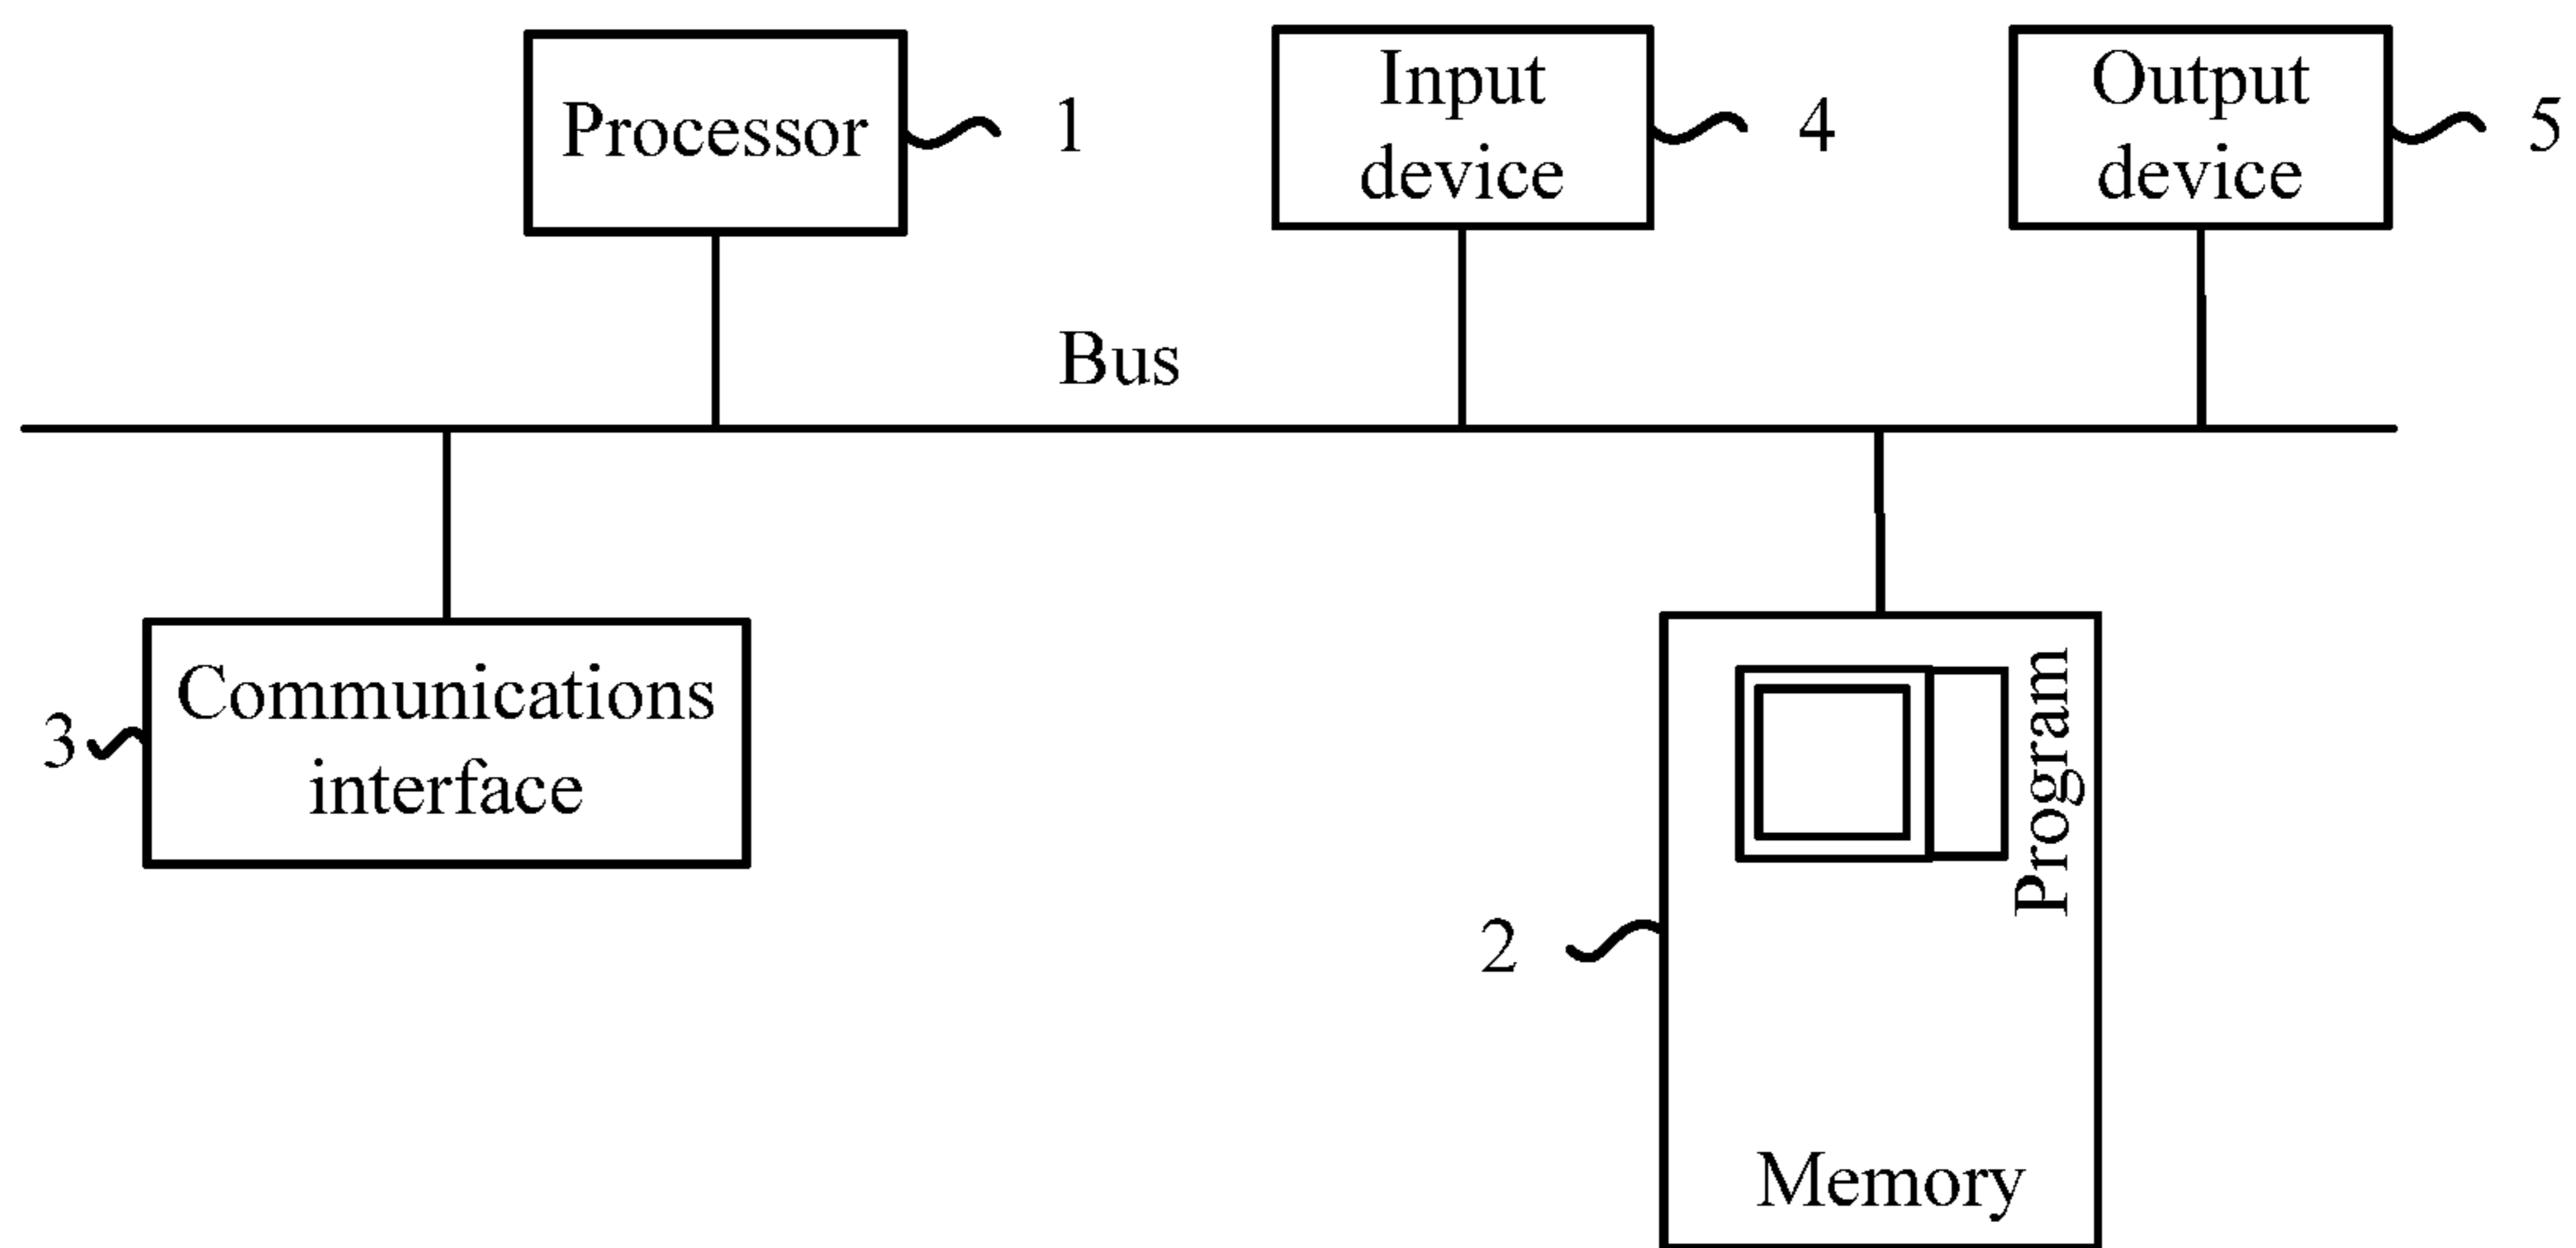 Processor
1
Input
device
4
Output
device
5
Bus
Communications
interface
3
Program
2
Memory